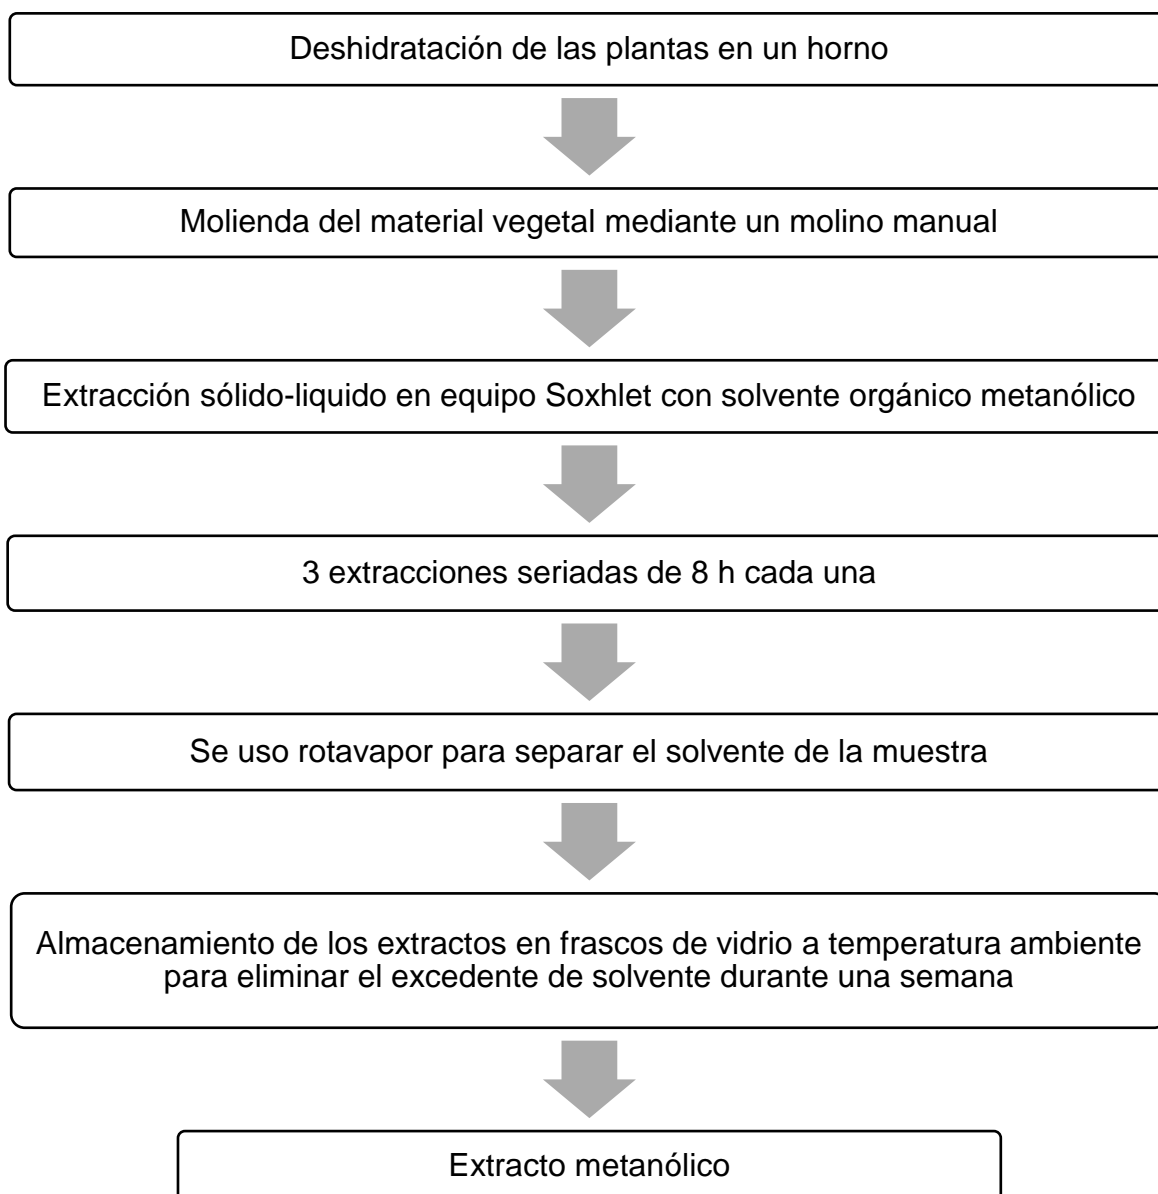 Deshidratación de las plantas en un horno
Molienda del material vegetal mediante un molino manual
Extracción sólido-liquido en equipo Soxhlet con solvente orgánico metanólico
3 extracciones seriadas de 8 h cada una
Se uso rotavapor para separar el solvente de la muestra
Almacenamiento de los extractos en frascos de vidrio a temperatura ambiente
para eliminar el excedente de solvente durante una semana
Extracto metanólico